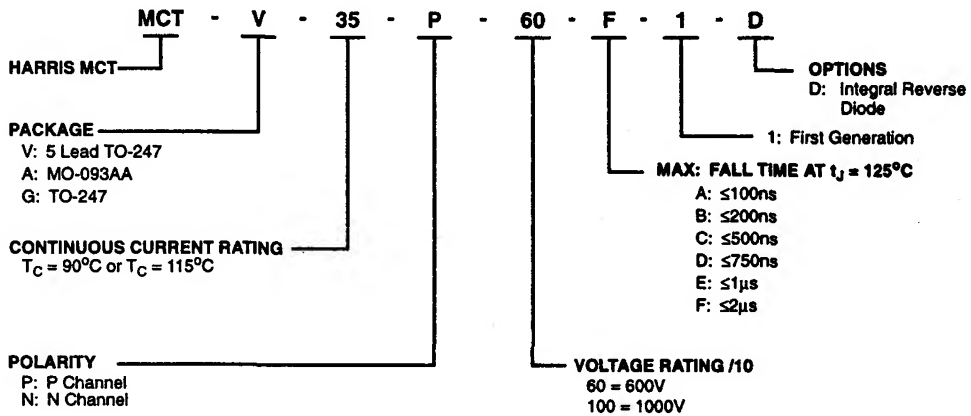 MCT - V - 35 - P - 60 - F - 1 - D
HARRIS MCT
OPTIONS
D: Integral Reverse
Diode
PACKAGE
V: 5 Lead TO-247
A: MO-093AA
G: TO-247
1: First Generation
MAX: FALL TIME AT tJ = 125°C
A: ≤100ns
B: ≤200ns
C: ≤500ns
D: ≤750ns
E: ≤1µs
F: ≤2µs
CONTINUOUS CURRENT RATING
TC = 90°C or TC = 115°C
POLARITY
P: P Channel
N: N Channel
VOLTAGE RATING /10
60 = 600V
100 = 1000V